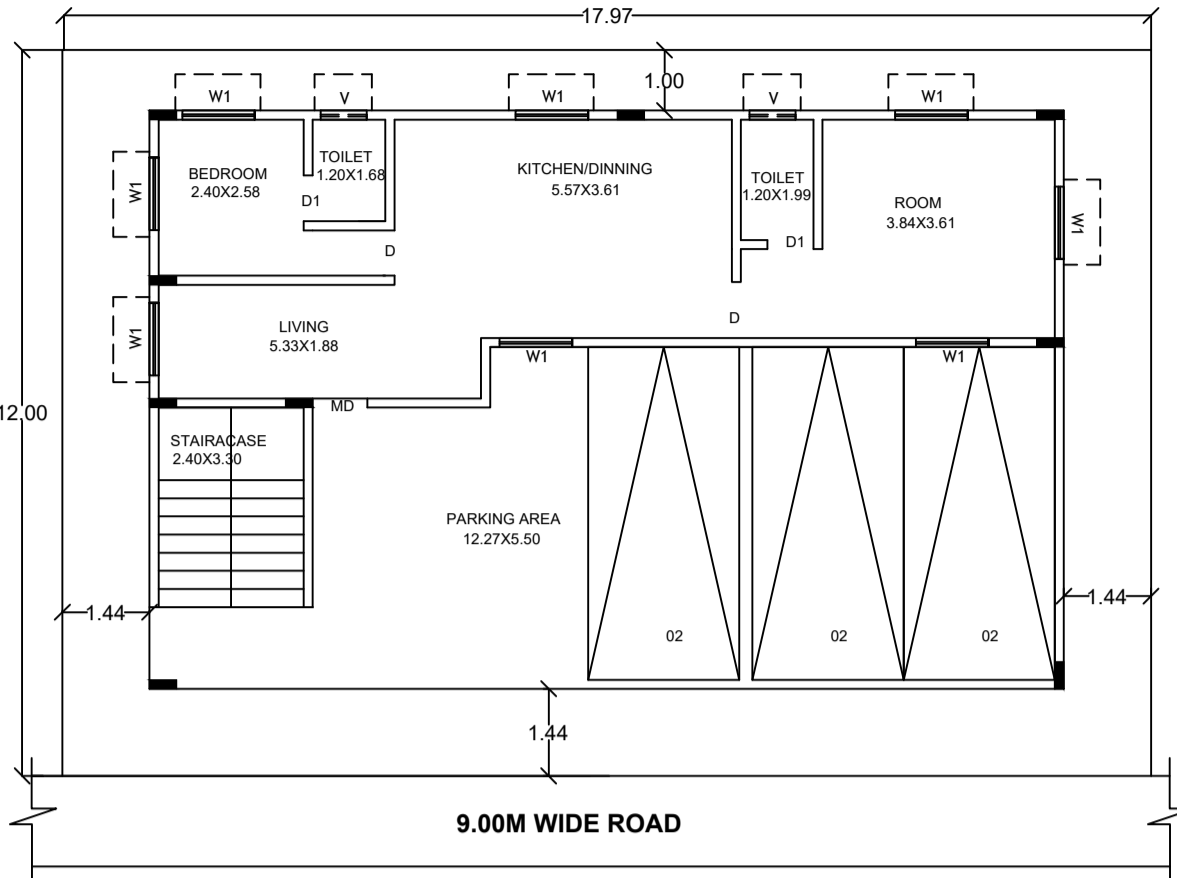 17.97
1.00
W1
V
W1
V
W1
BEDROOM
2.40X2.58
TOILET
1.20X1.68
KITCHEN/DINNING
5.57X3.61
TOILET
1.20X1.99
ROOM
3.84X3.61
W1
W1
D1
D1
D
D
LIVING
5.33X1.88
W1
W1
W1
MD
12.00
STAIRACASE
2.40X3.30
PARKING AREA
12.27X5.50
1.44
1.44
02
02
02
1.44
9.00M WIDE ROAD